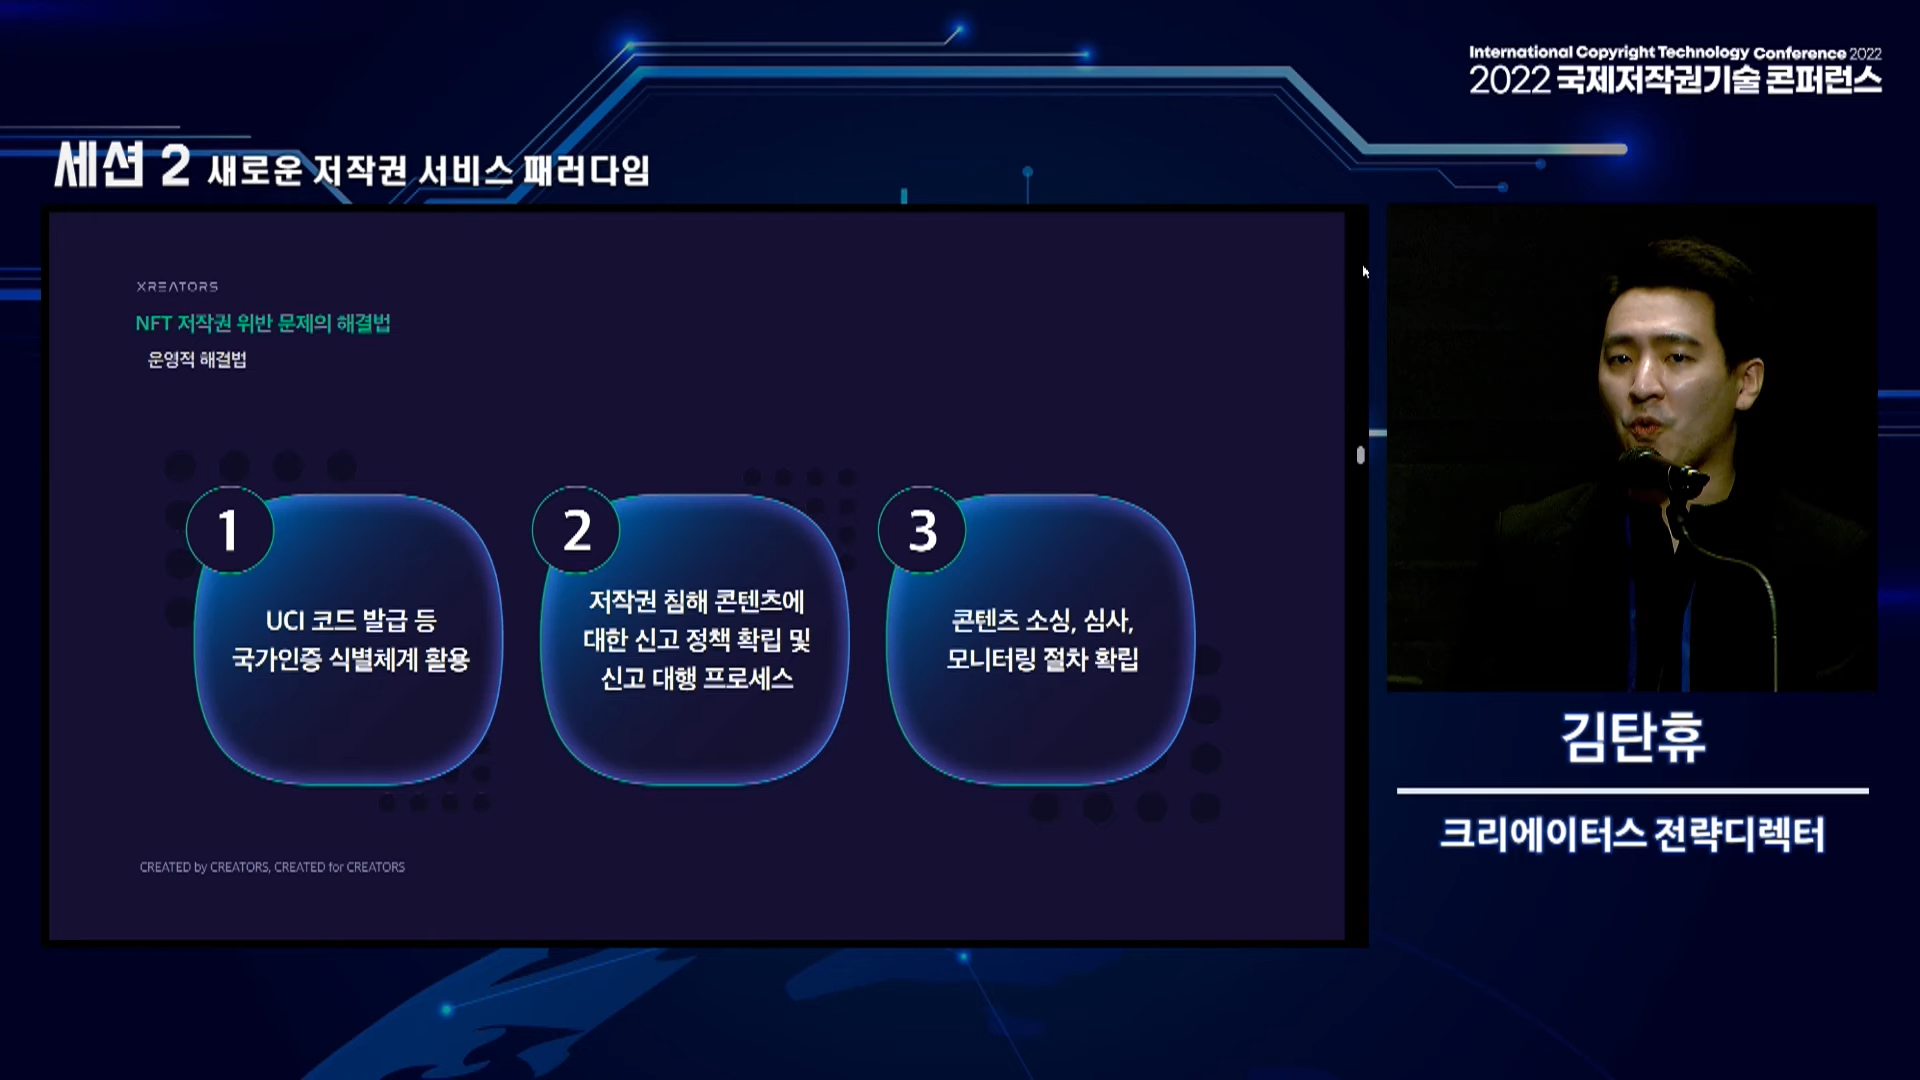 International Copyright Technology Conference 2022
2022 국제저작권기술 콘퍼런스
세션 2 새로운 저작권 서비스 패러다임
XREATORS
NFT 저작권 위반 문제의 해결법
운영적 해결법
1
UCI 코드 발급 등
국가인증 식별체계 활용
2
저작권 침해 콘텐츠에
대한 신고 정책 확립 및
신고 대행 프로세스
3
콘텐츠 소싱, 심사,
모니터링 절차 확립
CREATED by CREATORS, CREATED for CREATORS
김탄휴
크리에이터스 전략디렉터